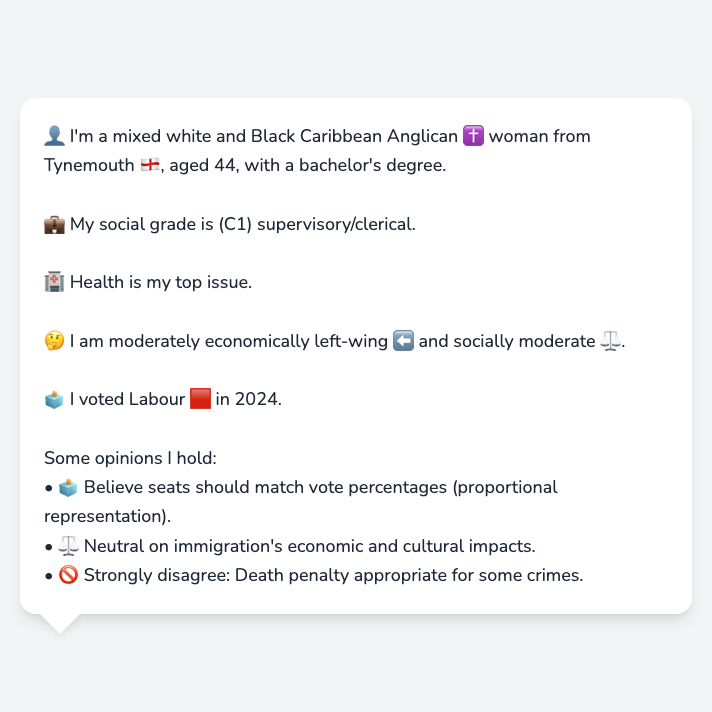 👤 I'm a mixed white and Black Caribbean Anglican ✝️ woman from
Tynemouth 🏴󠁧󠁢󠁥󠁮󠁧󠁿, aged 44, with a bachelor's degree.
💼 My social grade is (C1) supervisory/clerical.
🏥 Health is my top issue.
🤔 I am moderately economically left-wing ⬅️ and socially moderate ⚖️.
🗳️ I voted Labour 🟥 in 2024.
Some opinions I hold:
• 🗳️ Believe seats should match vote percentages (proportional
representation).
• ⚖️ Neutral on immigration's economic and cultural impacts.
• 🚫 Strongly disagree: Death penalty appropriate for some crimes.